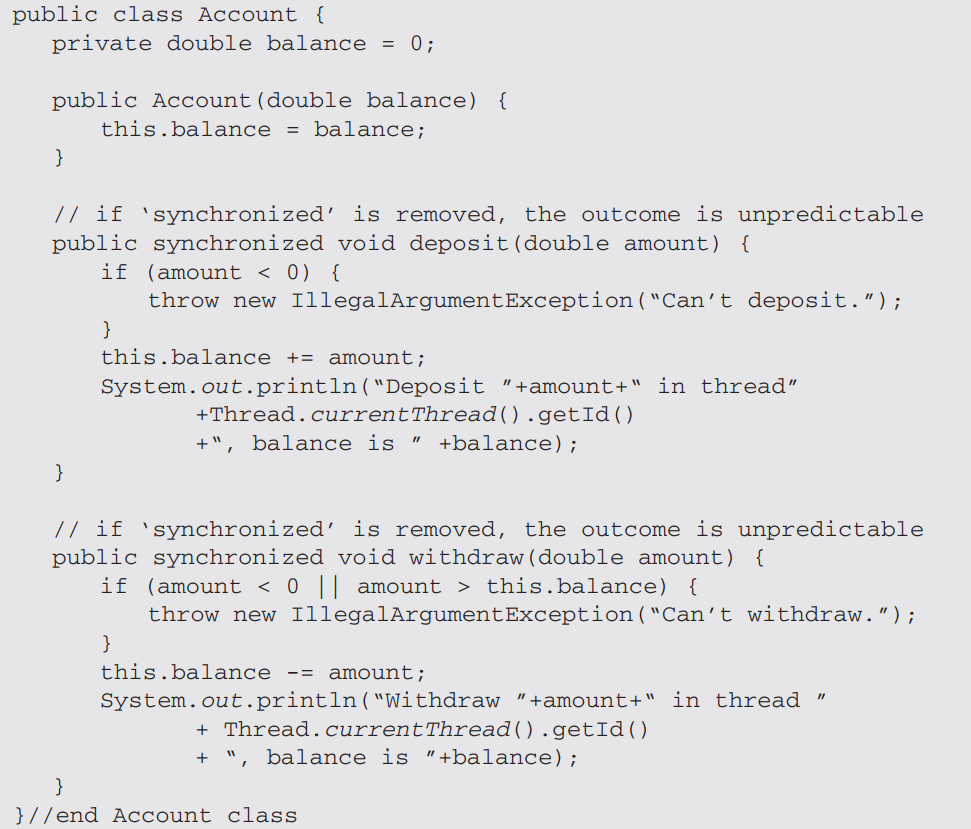 public class Account {
private double balance = 0;
public Account(double balance) {
this.balance = balance;
}
// if ‘synchronized’ is removed, the outcome is unpredictable
public synchronized void deposit(double amount) {
if (amount < 0) {
throw new IllegalArgumentException(“Can’t deposit.”);
}
this.balance += amount;
System.out.println(“Deposit ”+amount+“ in thread”
+Thread.currentThread().getId()
+“, balance is ” +balance);
}
// if ‘synchronized’ is removed, the outcome is unpredictable
public synchronized void withdraw(double amount) {
if (amount < 0 || amount > this.balance) {
throw new IllegalArgumentException(“Can’t withdraw.”);
}
this.balance -= amount;
System.out.println(“Withdraw ”+amount+“ in thread ”
+ Thread.currentThread().getId()
+ “, balance is ”+balance);
}
}//end Account class